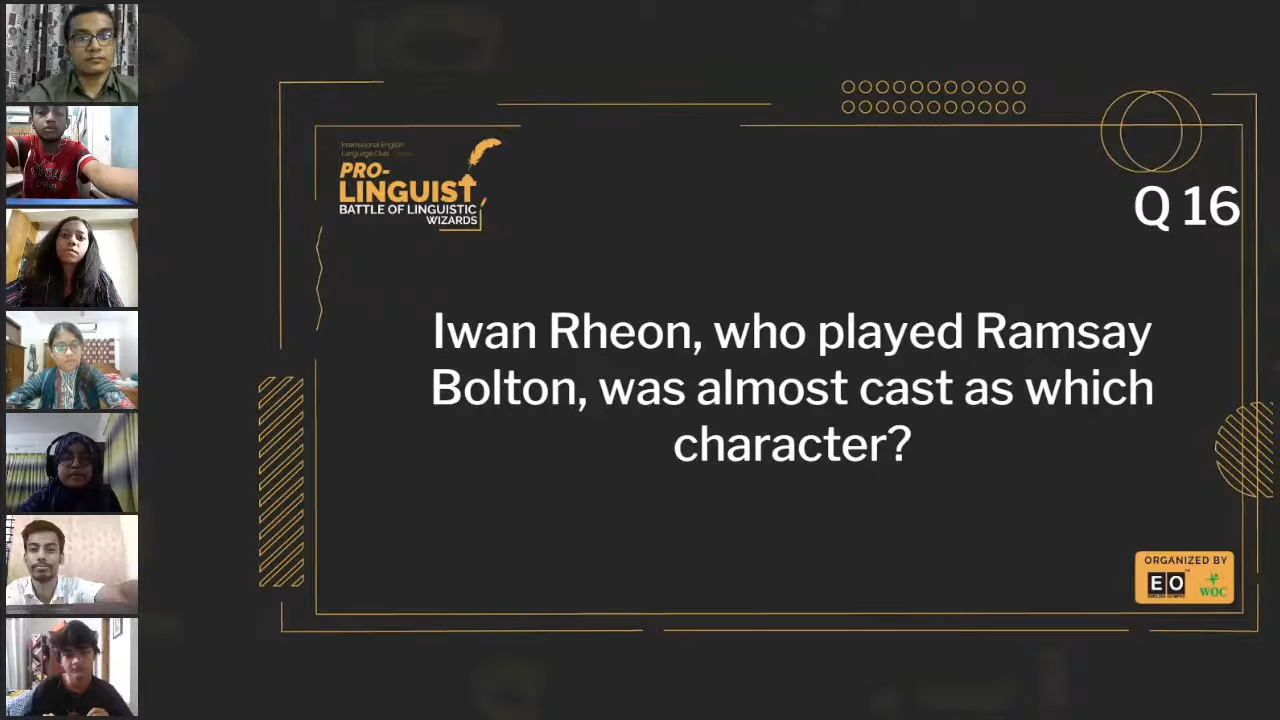 International English
Language Club
PRO-
LINGUIST
BATTLE OF LINGUISTIC
WIZARDS
Q 16
Iwan Rheon, who played Ramsay
Bolton, was almost cast as which
character?
ORGANIZED BY
EO
WOC